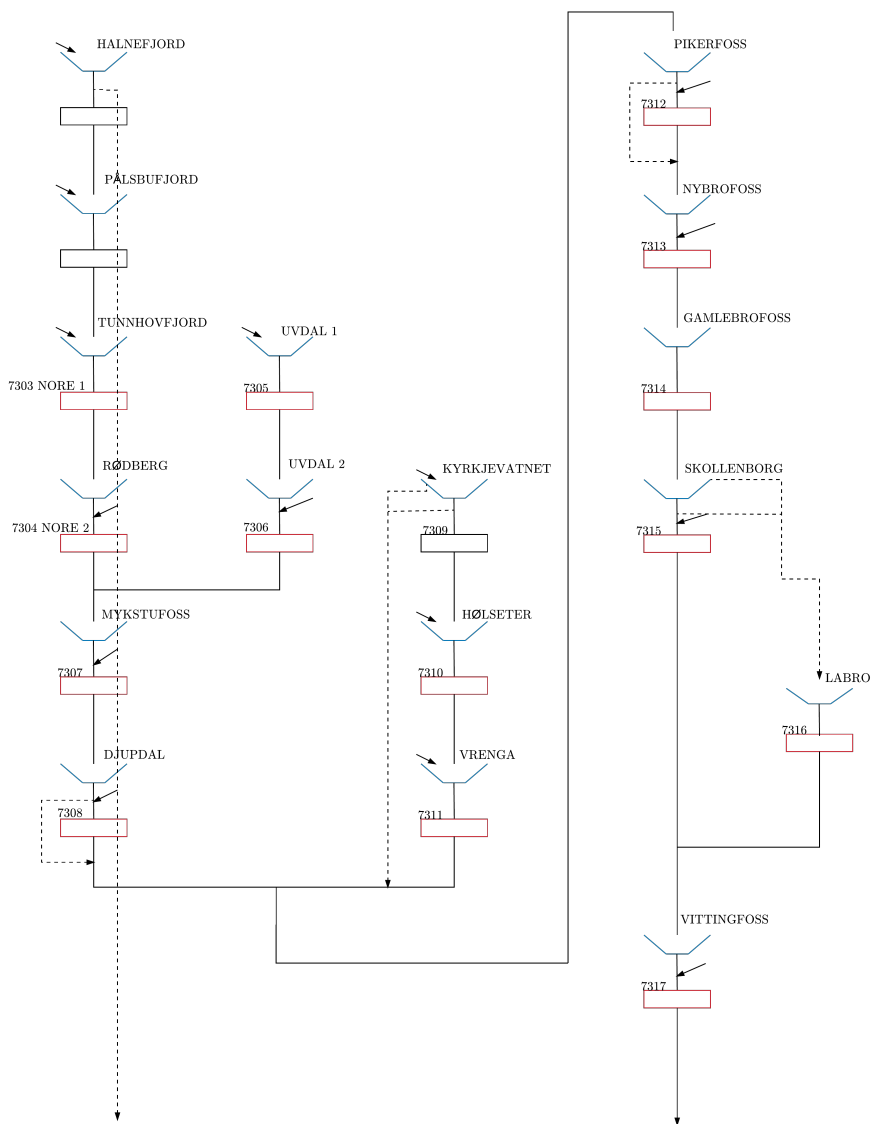 HALNEFJORD
PÅLSBUFJORD
TUNNHOVFJORD
7303 NORE 1
UVDAL 1
7305
RØDBERG
7304 NORE 2
UVDAL 2
7306
MYKSTUFOSS
7307
DJUPDAL
7308
KYRKJEVATNET
7309
HØLSETER
7310
VRENGA
7311
PIKERFOSS
7312
NYBROFOSS
7313
GAMLEBROFOSS
7314
SKOLLENBORG
7315
LABRO
7316
VITTINGFOSS
7317